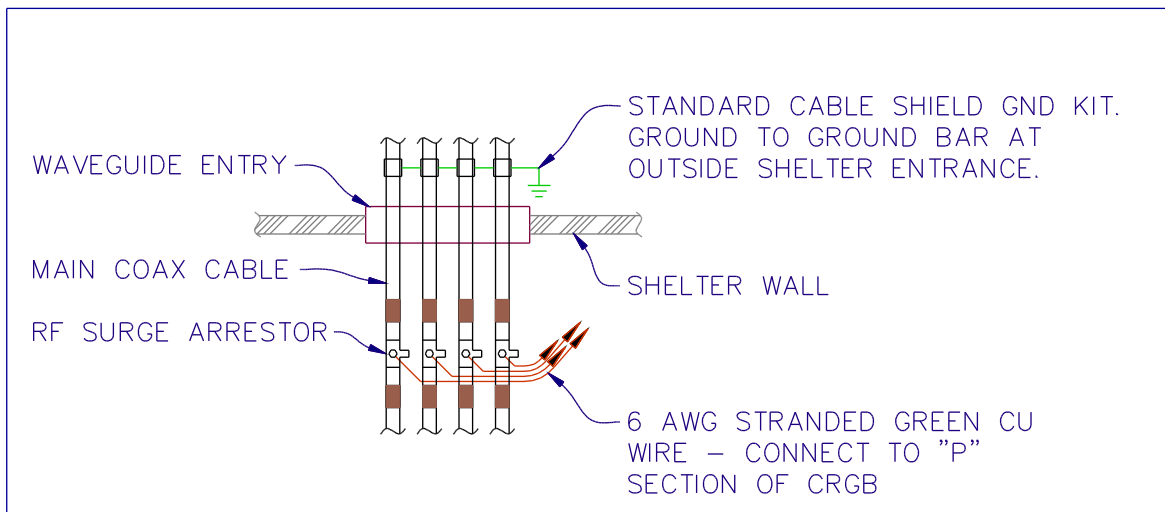 STANDARD CABLE SHIELD GND KIT.
GROUND TO GROUND BAR AT
OUTSIDE SHELTER ENTRANCE.
WAVEGUIDE ENTRY
MAIN COAX CABLE
SHELTER WALL
RF SURGE ARRESTOR
6 AWG STRANDED GREEN CU
WIRE – CONNECT TO "P"
SECTION OF CRGB